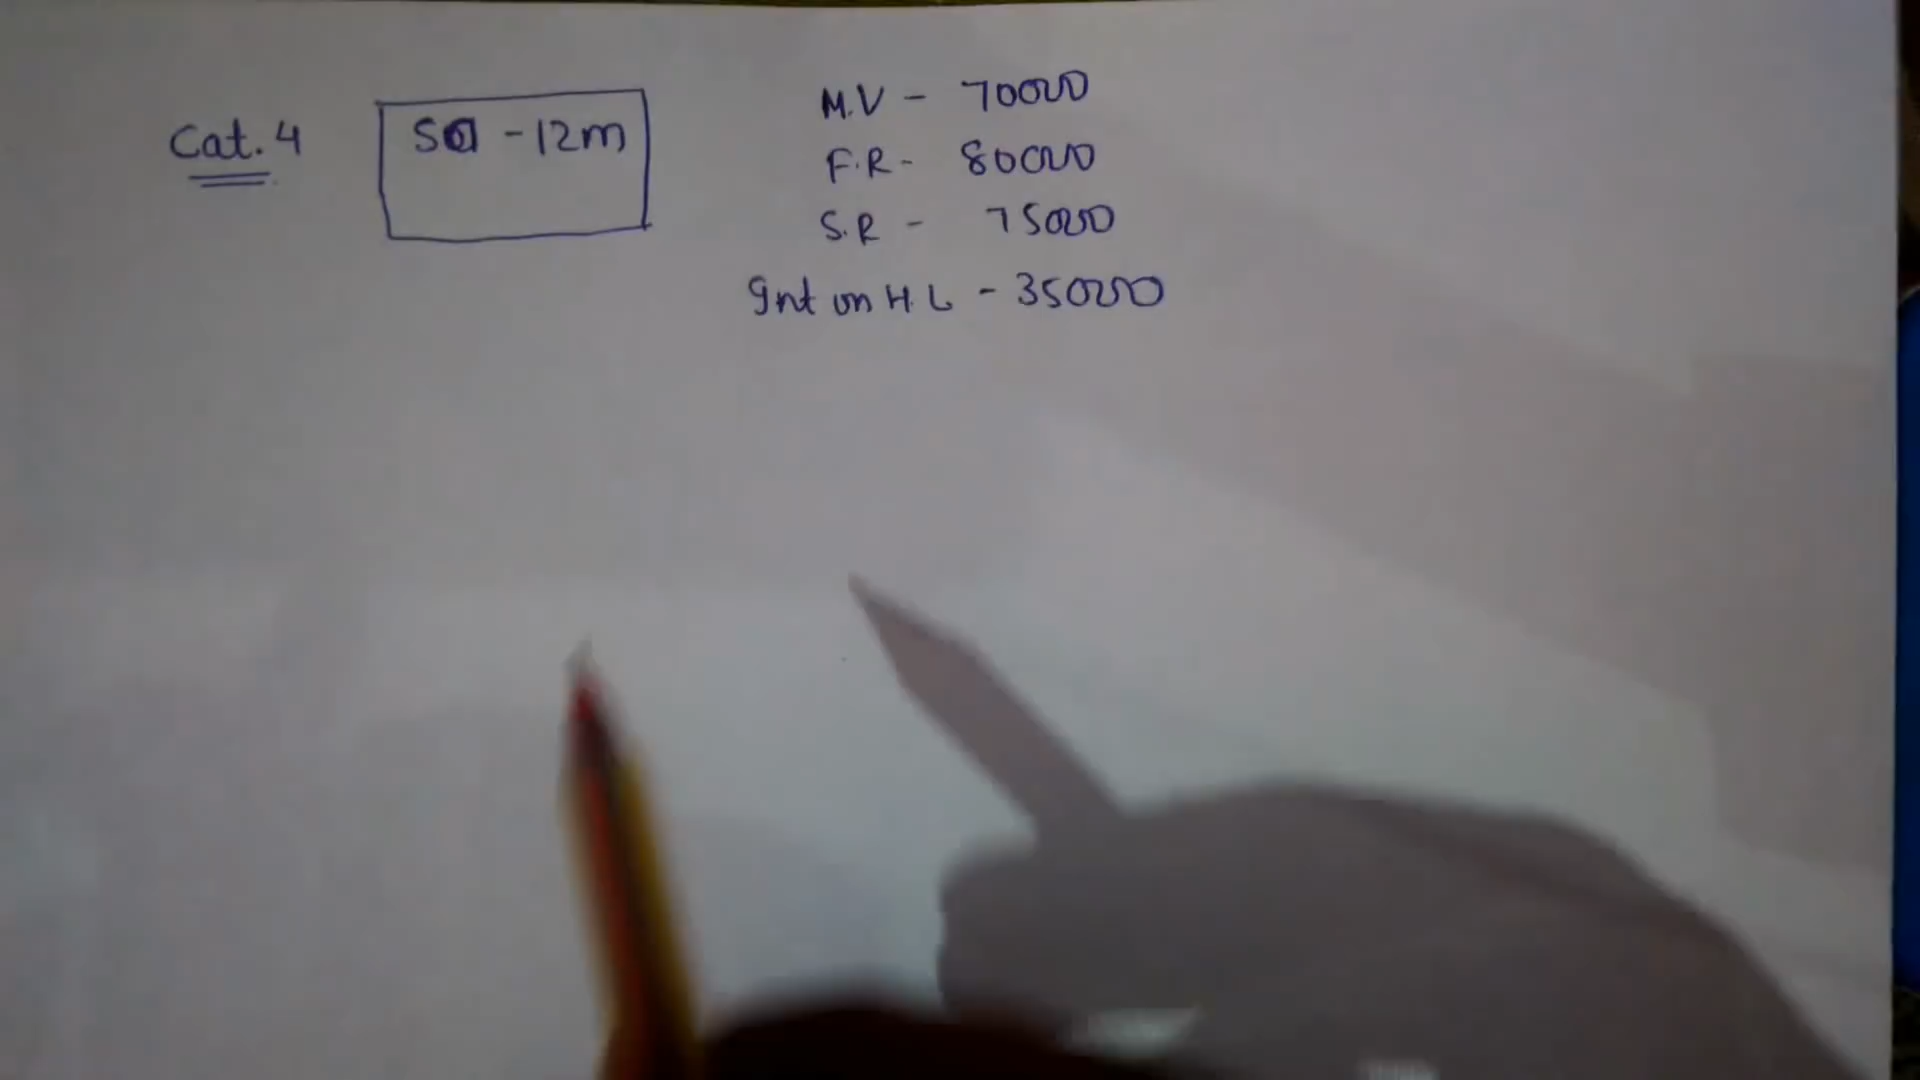 Cat. 4
SO - 12m
M.V - 70000
F.R - 80000
S.R - 75000
Int on H.L - 35000